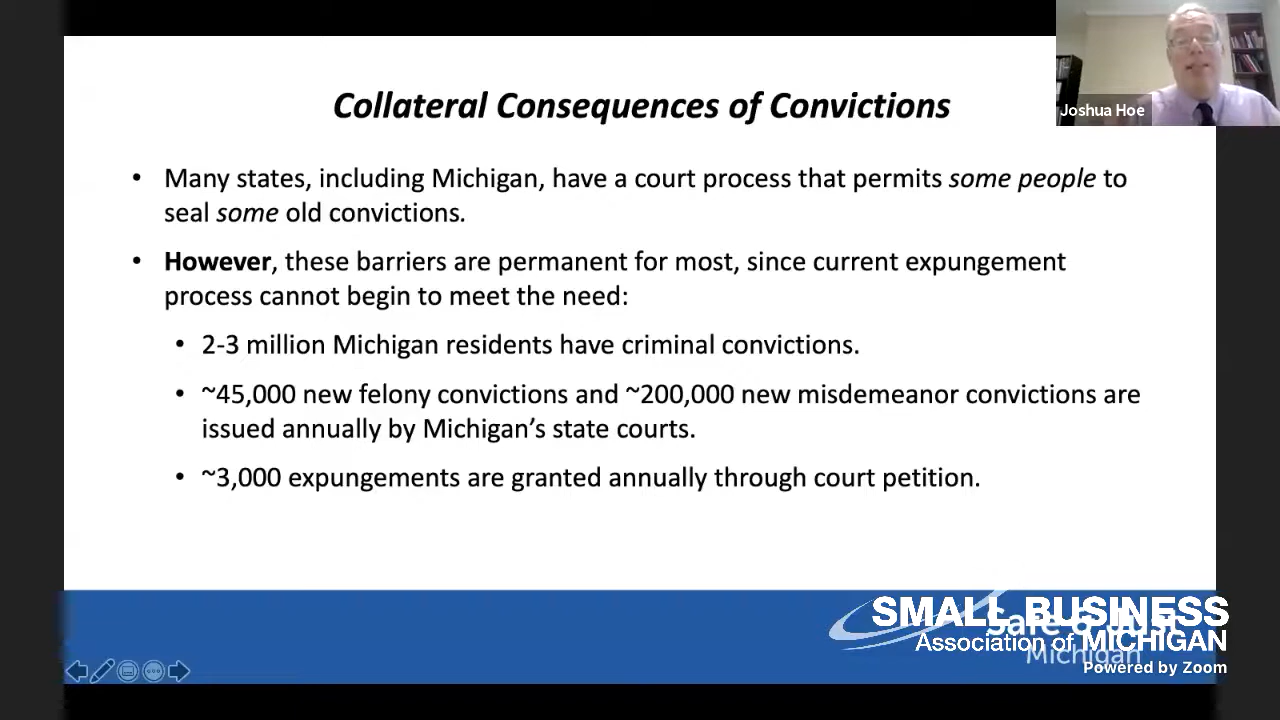 Collateral Consequences of Convictions
Joshua Hoe
• Many states, including Michigan, have a court process that permits some people to
seal some old convictions.
• However, these barriers are permanent for most, since current expungement
process cannot begin to meet the need:
• 2-3 million Michigan residents have criminal convictions.
• ~45,000 new felony convictions and ~200,000 new misdemeanor convictions are
issued annually by Michigan’s state courts.
• ~3,000 expungements are granted annually through court petition.
SMALL BUSINESS
Association of MICHIGAN
Michigan
Powered by Zoom